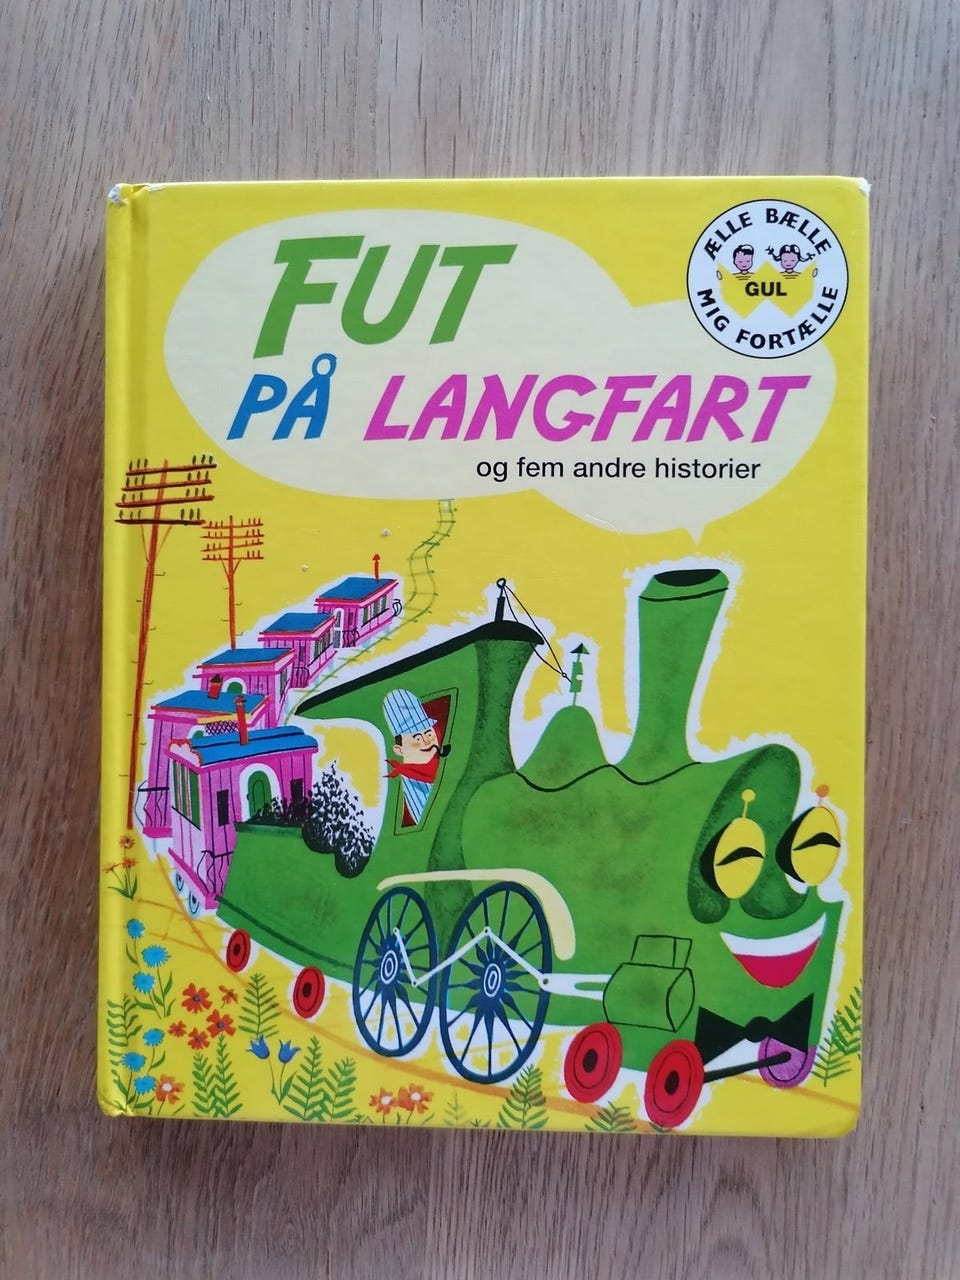 FUT
PÅ LANGFART
og fem andre historier
ÆLLE BÆLLE
GUL
MIG FORTÆLLE